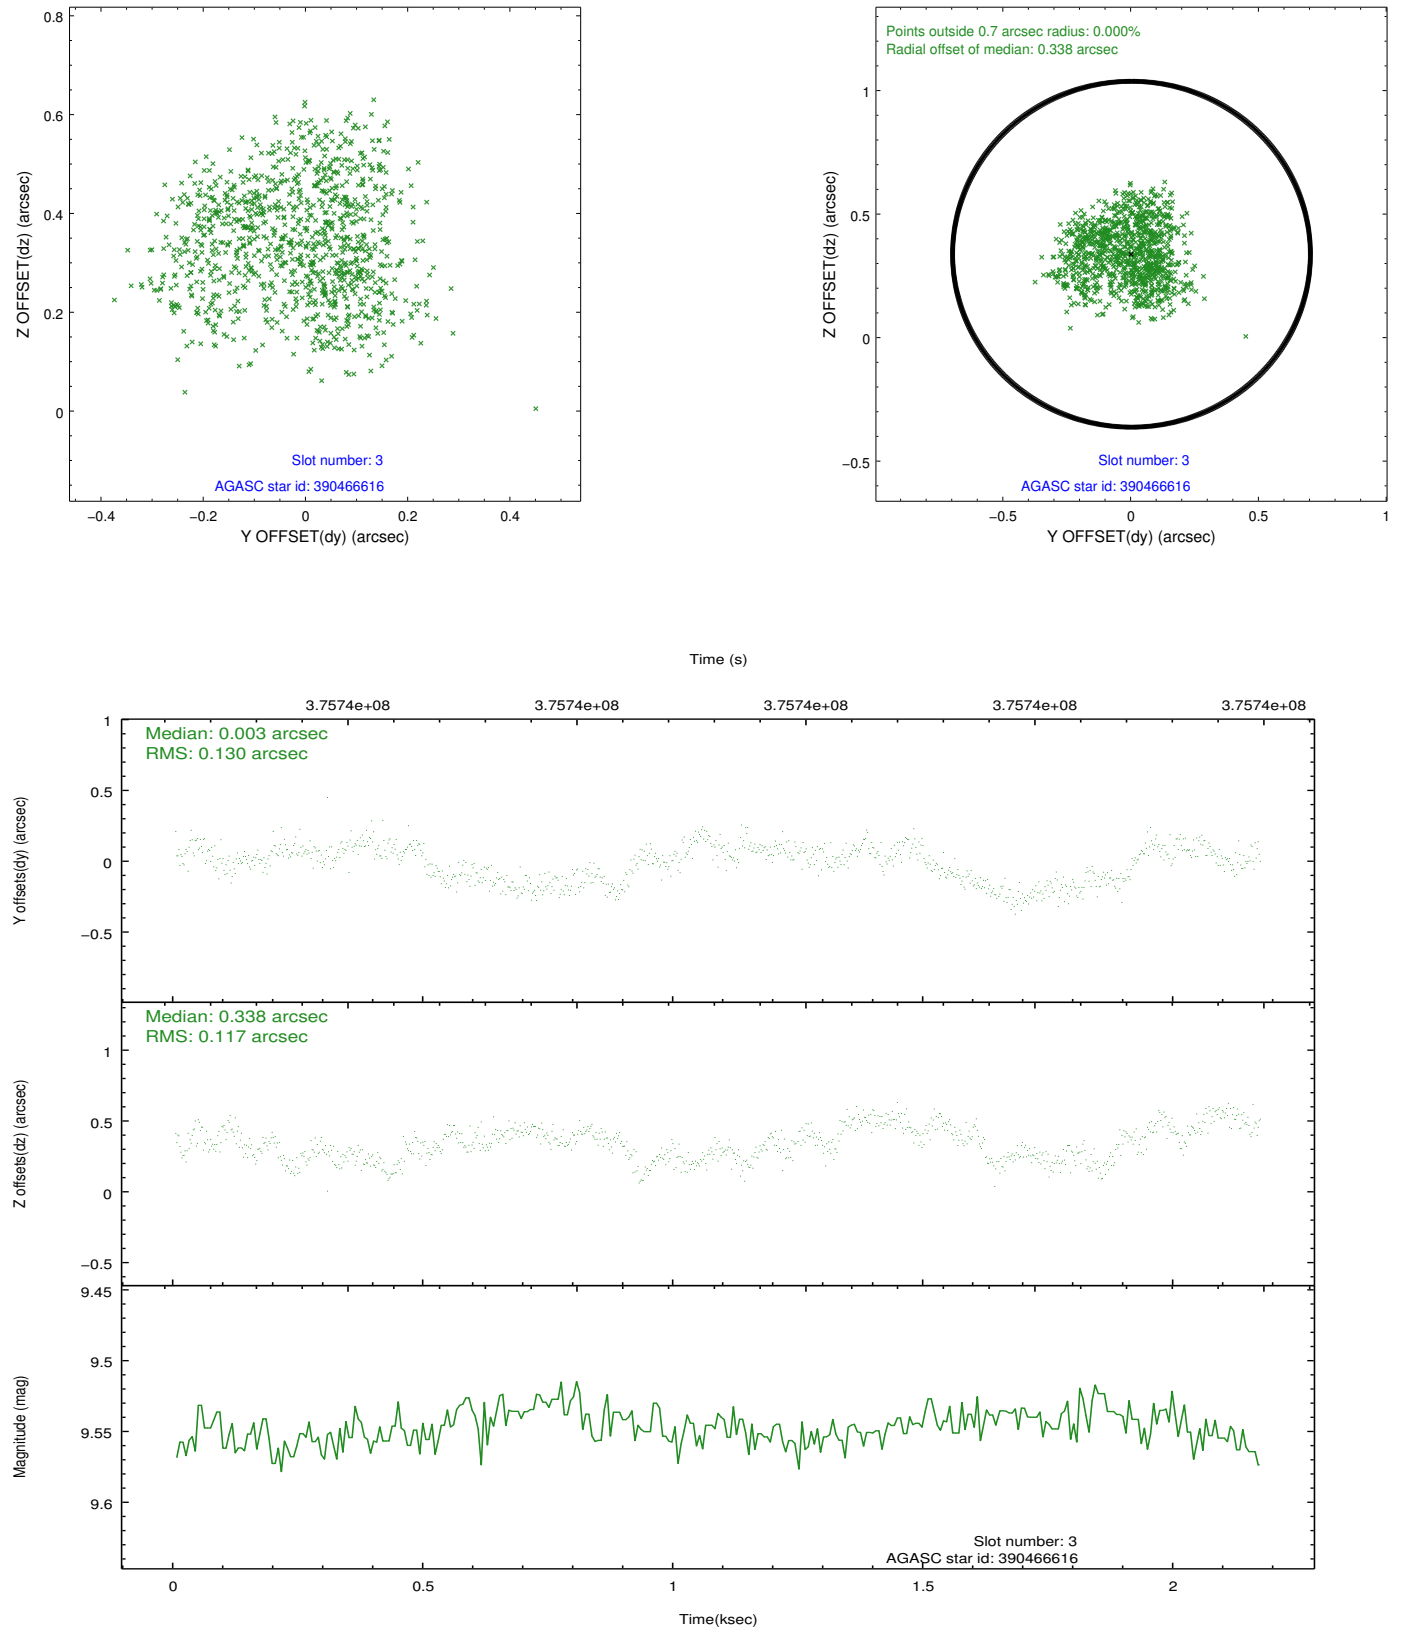 0.8
0.6
0.4
0.2
0
Z OFFSET(dz) (arcsec)
Slot number: 3
AGASC star id: 390466616
−0.4 −0.2 0 0.2 0.4
Y OFFSET(dy) (arcsec)
Points outside 0.7 arcsec radius: 0.000%
Radial offset of median: 0.338 arcsec
1
0.5
0
−0.5
Z OFFSET(dz) (arcsec)
Slot number: 3
AGASC star id: 390466616
−0.5 0 0.5 1
Y OFFSET(dy) (arcsec)
Time (s)
3.7574e+08 3.7574e+08 3.7574e+08 3.7574e+08 3.7574e+08
Median: 0.003 arcsec
RMS: 0.130 arcsec
1
0.5
0
−0.5
Y offsets(dy) (arcsec)
Median: 0.338 arcsec
RMS: 0.117 arcsec
1
0.5
0
−0.5
Z offsets(dz) (arcsec)
9.45
9.5
9.55
9.6
Magnitude (mag)
Slot number: 3
AGASC star id: 390466616
0 0.5 1 1.5 2
Time(ksec)